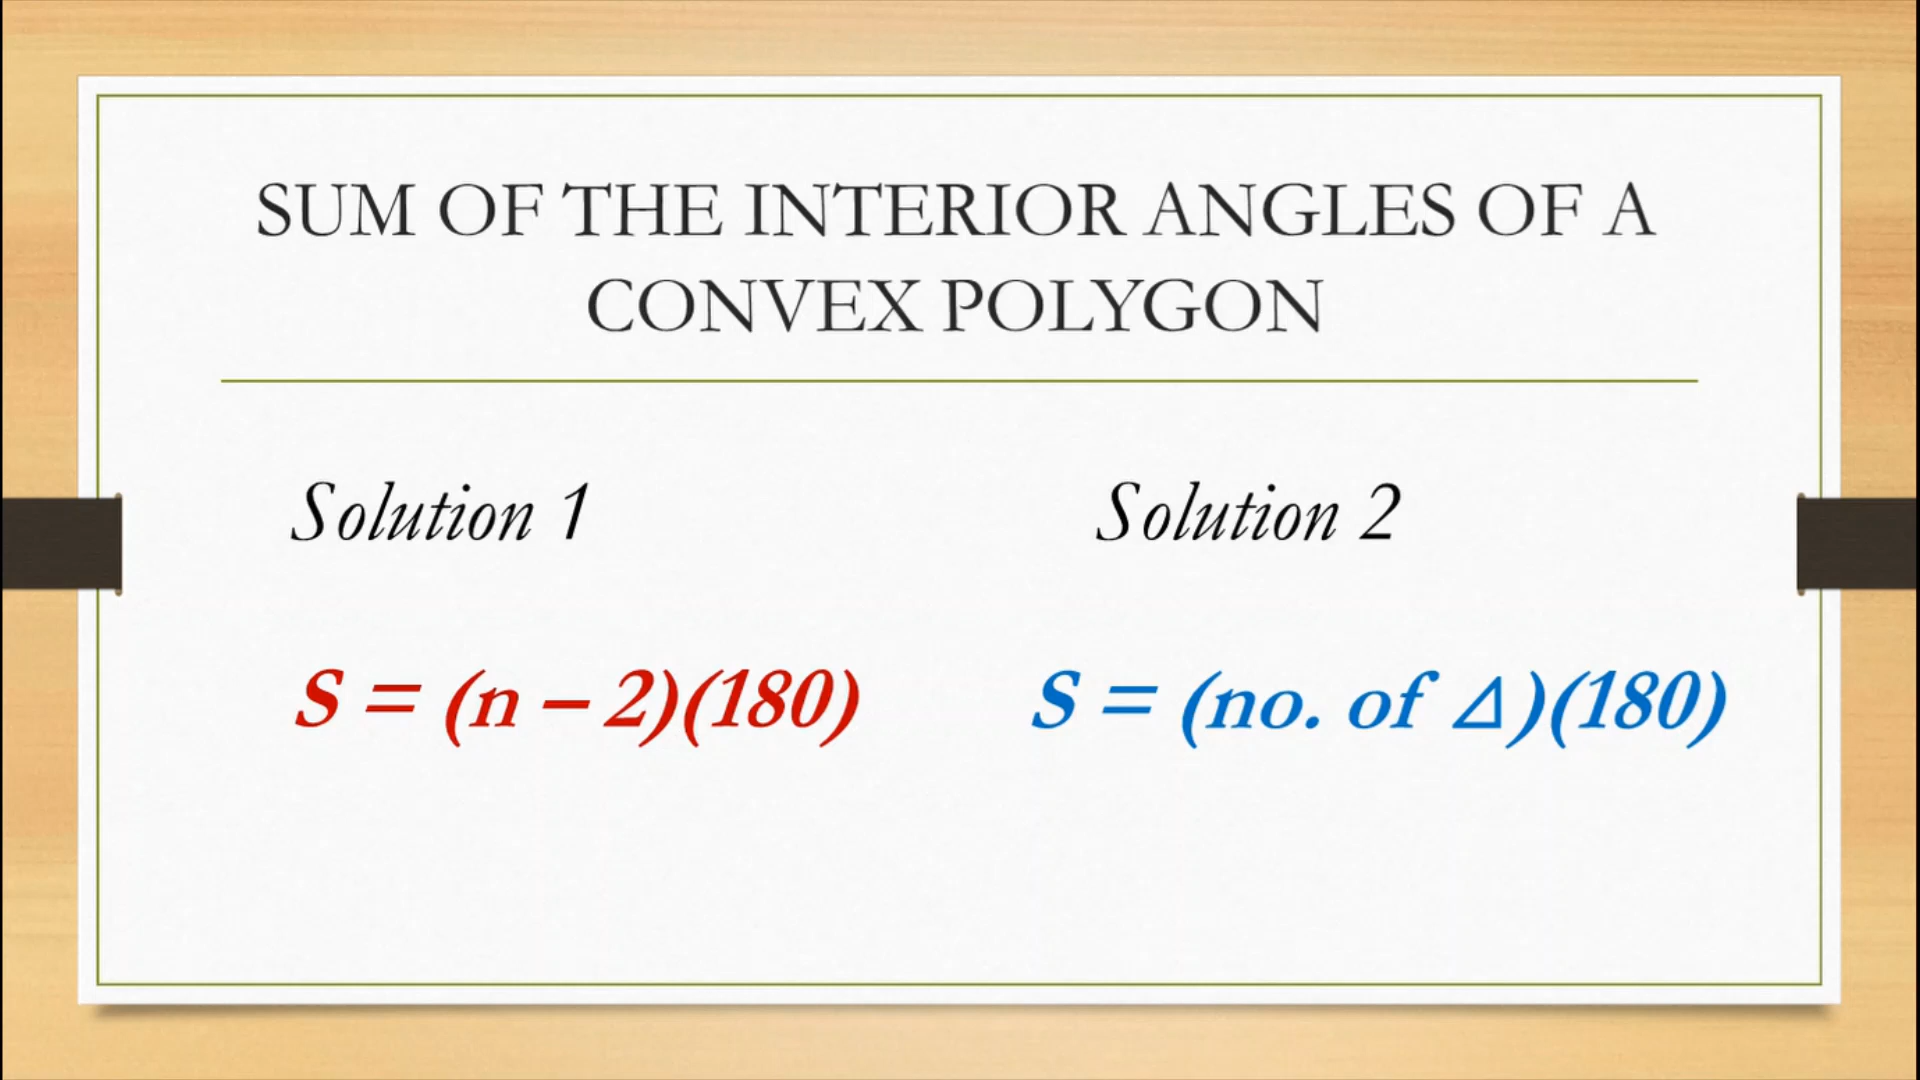 SUM OF THE INTERIOR ANGLES OF A
CONVEX POLYGON
Solution 1
Solution 2
S = (n – 2)(180)
S = (no. of Δ )(180)